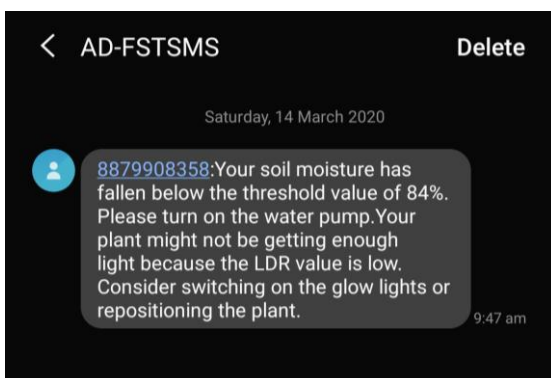 AD-FSTSMS
Delete
Saturday, 14 March 2020
8879908358:Your soil moisture has
fallen below the threshold value of 84%.
Please turn on the water pump.Your
plant might not be getting enough
light because the LDR value is low.
Consider switching on the glow lights or
repositioning the plant.
9:47 am